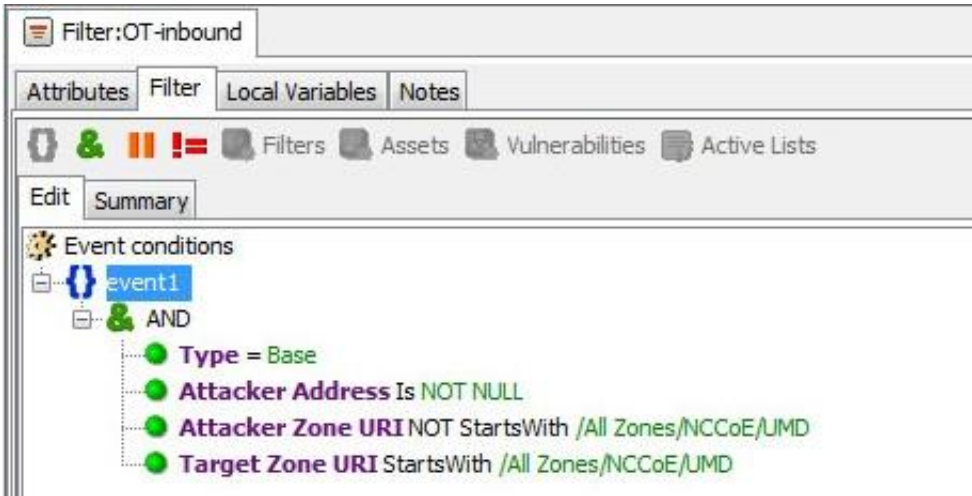 Filter:OT-inbound
Attributes Filter Local Variables Notes
& != Filters Assets Vulnerabilities Active Lists
Edit Summary
Event conditions
event1
& AND
Type = Base
Attacker Address Is NOT NULL
Attacker Zone URI NOT StartsWith /All Zones/NCCoE/UMD
Target Zone URI StartsWith /All Zones/NCCoE/UMD